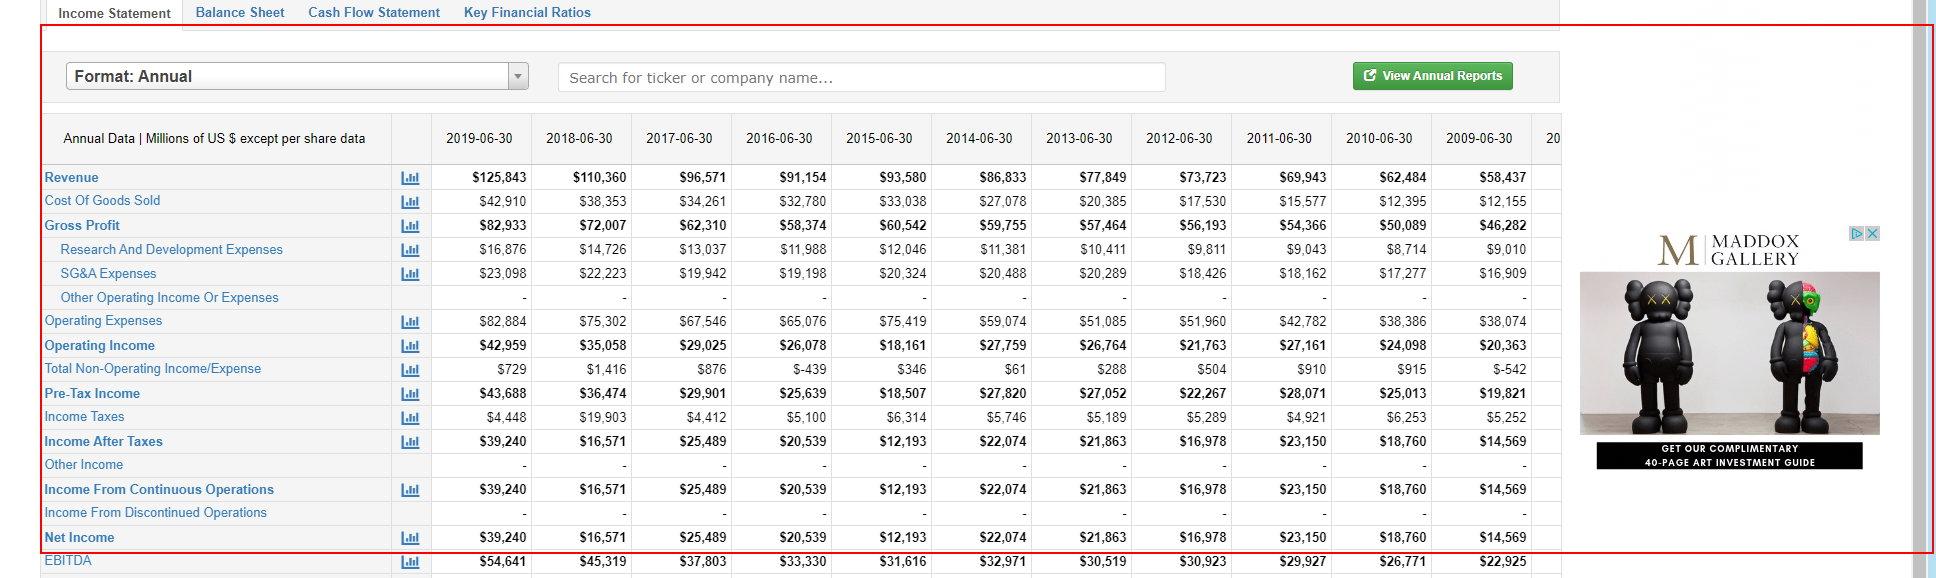 Income Statement Balance Sheet Cash Flow Statement Key Financial Ratios
Format: Annual Search for ticker or company name... View Annual Reports
Annual Data | Millions of US $ except per share data 2019-06-30 2018-06-30 2017-06-30 2016-06-30 2015-06-30 2014-06-30 2013-06-30 2012-06-30 2011-06-30 2010-06-30 2009-06-30 20
Revenue $125,843 $110,360 $96,571 $91,154 $93,580 $86,833 $77,849 $73,723 $69,943 $62,484 $58,437
Cost Of Goods Sold $42,910 $38,353 $34,261 $32,780 $33,038 $27,078 $20,385 $17,530 $15,577 $12,395 $12,155
Gross Profit $82,933 $72,007 $62,310 $58,374 $60,542 $59,755 $57,464 $56,193 $54,366 $50,089 $46,282
Research And Development Expenses $16,876 $14,726 $13,037 $11,988 $12,046 $11,381 $10,411 $9,811 $9,043 $8,714 $9,010
SG&A Expenses $23,098 $22,223 $19,942 $19,198 $20,324 $20,488 $20,289 $18,426 $18,162 $17,277 $16,909
Other Operating Income Or Expenses - - - - - - - - - - -
Operating Expenses $82,884 $75,302 $67,546 $65,076 $75,419 $59,074 $51,085 $51,960 $42,782 $38,386 $38,074
Operating Income $42,959 $35,058 $29,025 $26,078 $18,161 $27,759 $26,764 $21,763 $27,161 $24,098 $20,363
Total Non-Operating Income/Expense $729 $1,416 $876 $-439 $346 $61 $288 $504 $910 $915 $-542
Pre-Tax Income $43,688 $36,474 $29,901 $25,639 $18,507 $27,820 $27,052 $22,267 $28,071 $25,013 $19,821
Income Taxes $4,448 $19,903 $4,412 $5,100 $6,314 $5,746 $5,189 $5,289 $4,921 $6,253 $5,252
Income After Taxes $39,240 $16,571 $25,489 $20,539 $12,193 $22,074 $21,863 $16,978 $23,150 $18,760 $14,569
Other Income - - - - - - - - - - -
Income From Continuous Operations $39,240 $16,571 $25,489 $20,539 $12,193 $22,074 $21,863 $16,978 $23,150 $18,760 $14,569
Income From Discontinued Operations - - - - - - - - - - -
Net Income $39,240 $16,571 $25,489 $20,539 $12,193 $22,074 $21,863 $16,978 $23,150 $18,760 $14,569
EBITDA $54,641 $45,319 $37,803 $33,330 $31,616 $32,971 $30,519 $30,923 $29,927 $26,771 $22,925
M MADDOX
GALLERY
GET OUR COMPLIMENTARY
40-PAGE ART INVESTMENT GUIDE